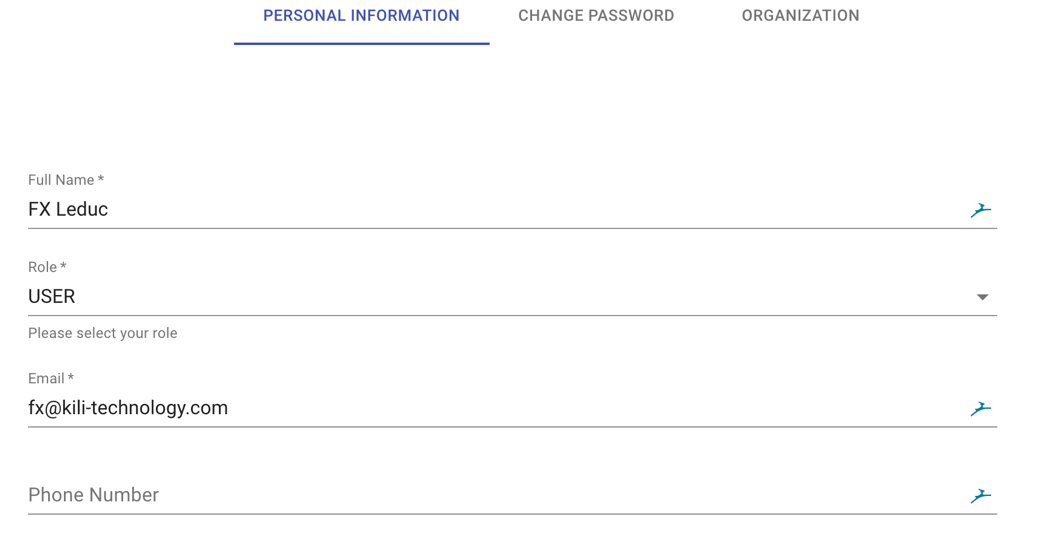 PERSONAL INFORMATION CHANGE PASSWORD ORGANIZATION
Full Name *
FX Leduc
Role *
USER
Please select your role
Email *
fx@kili-technology.com
Phone Number